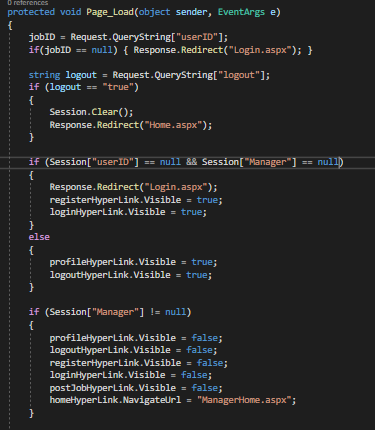 0 references
protected void Page_Load(object sender, EventArgs e)
{
jobID = Request.QueryString["userID"];
if(jobID == null) { Response.Redirect("Login.aspx"); }
string logout = Request.QueryString["logout"];
if (logout == "true")
{
Session.Clear();
Response.Redirect("Home.aspx");
}
if (Session["userID"] == null && Session["Manager"] == null)
{
Response.Redirect("Login.aspx");
registerHyperLink.Visible = true;
loginHyperLink.Visible = true;
}
else
{
profileHyperLink.Visible = true;
logoutHyperLink.Visible = true;
}
if (Session["Manager"] != null)
{
profileHyperLink.Visible = false;
logoutHyperLink.Visible = false;
registerHyperLink.Visible = false;
loginHyperLink.Visible = false;
postJobHyperLink.Visible = false;
homeHyperLink.NavigateUrl = "ManagerHome.aspx";
}